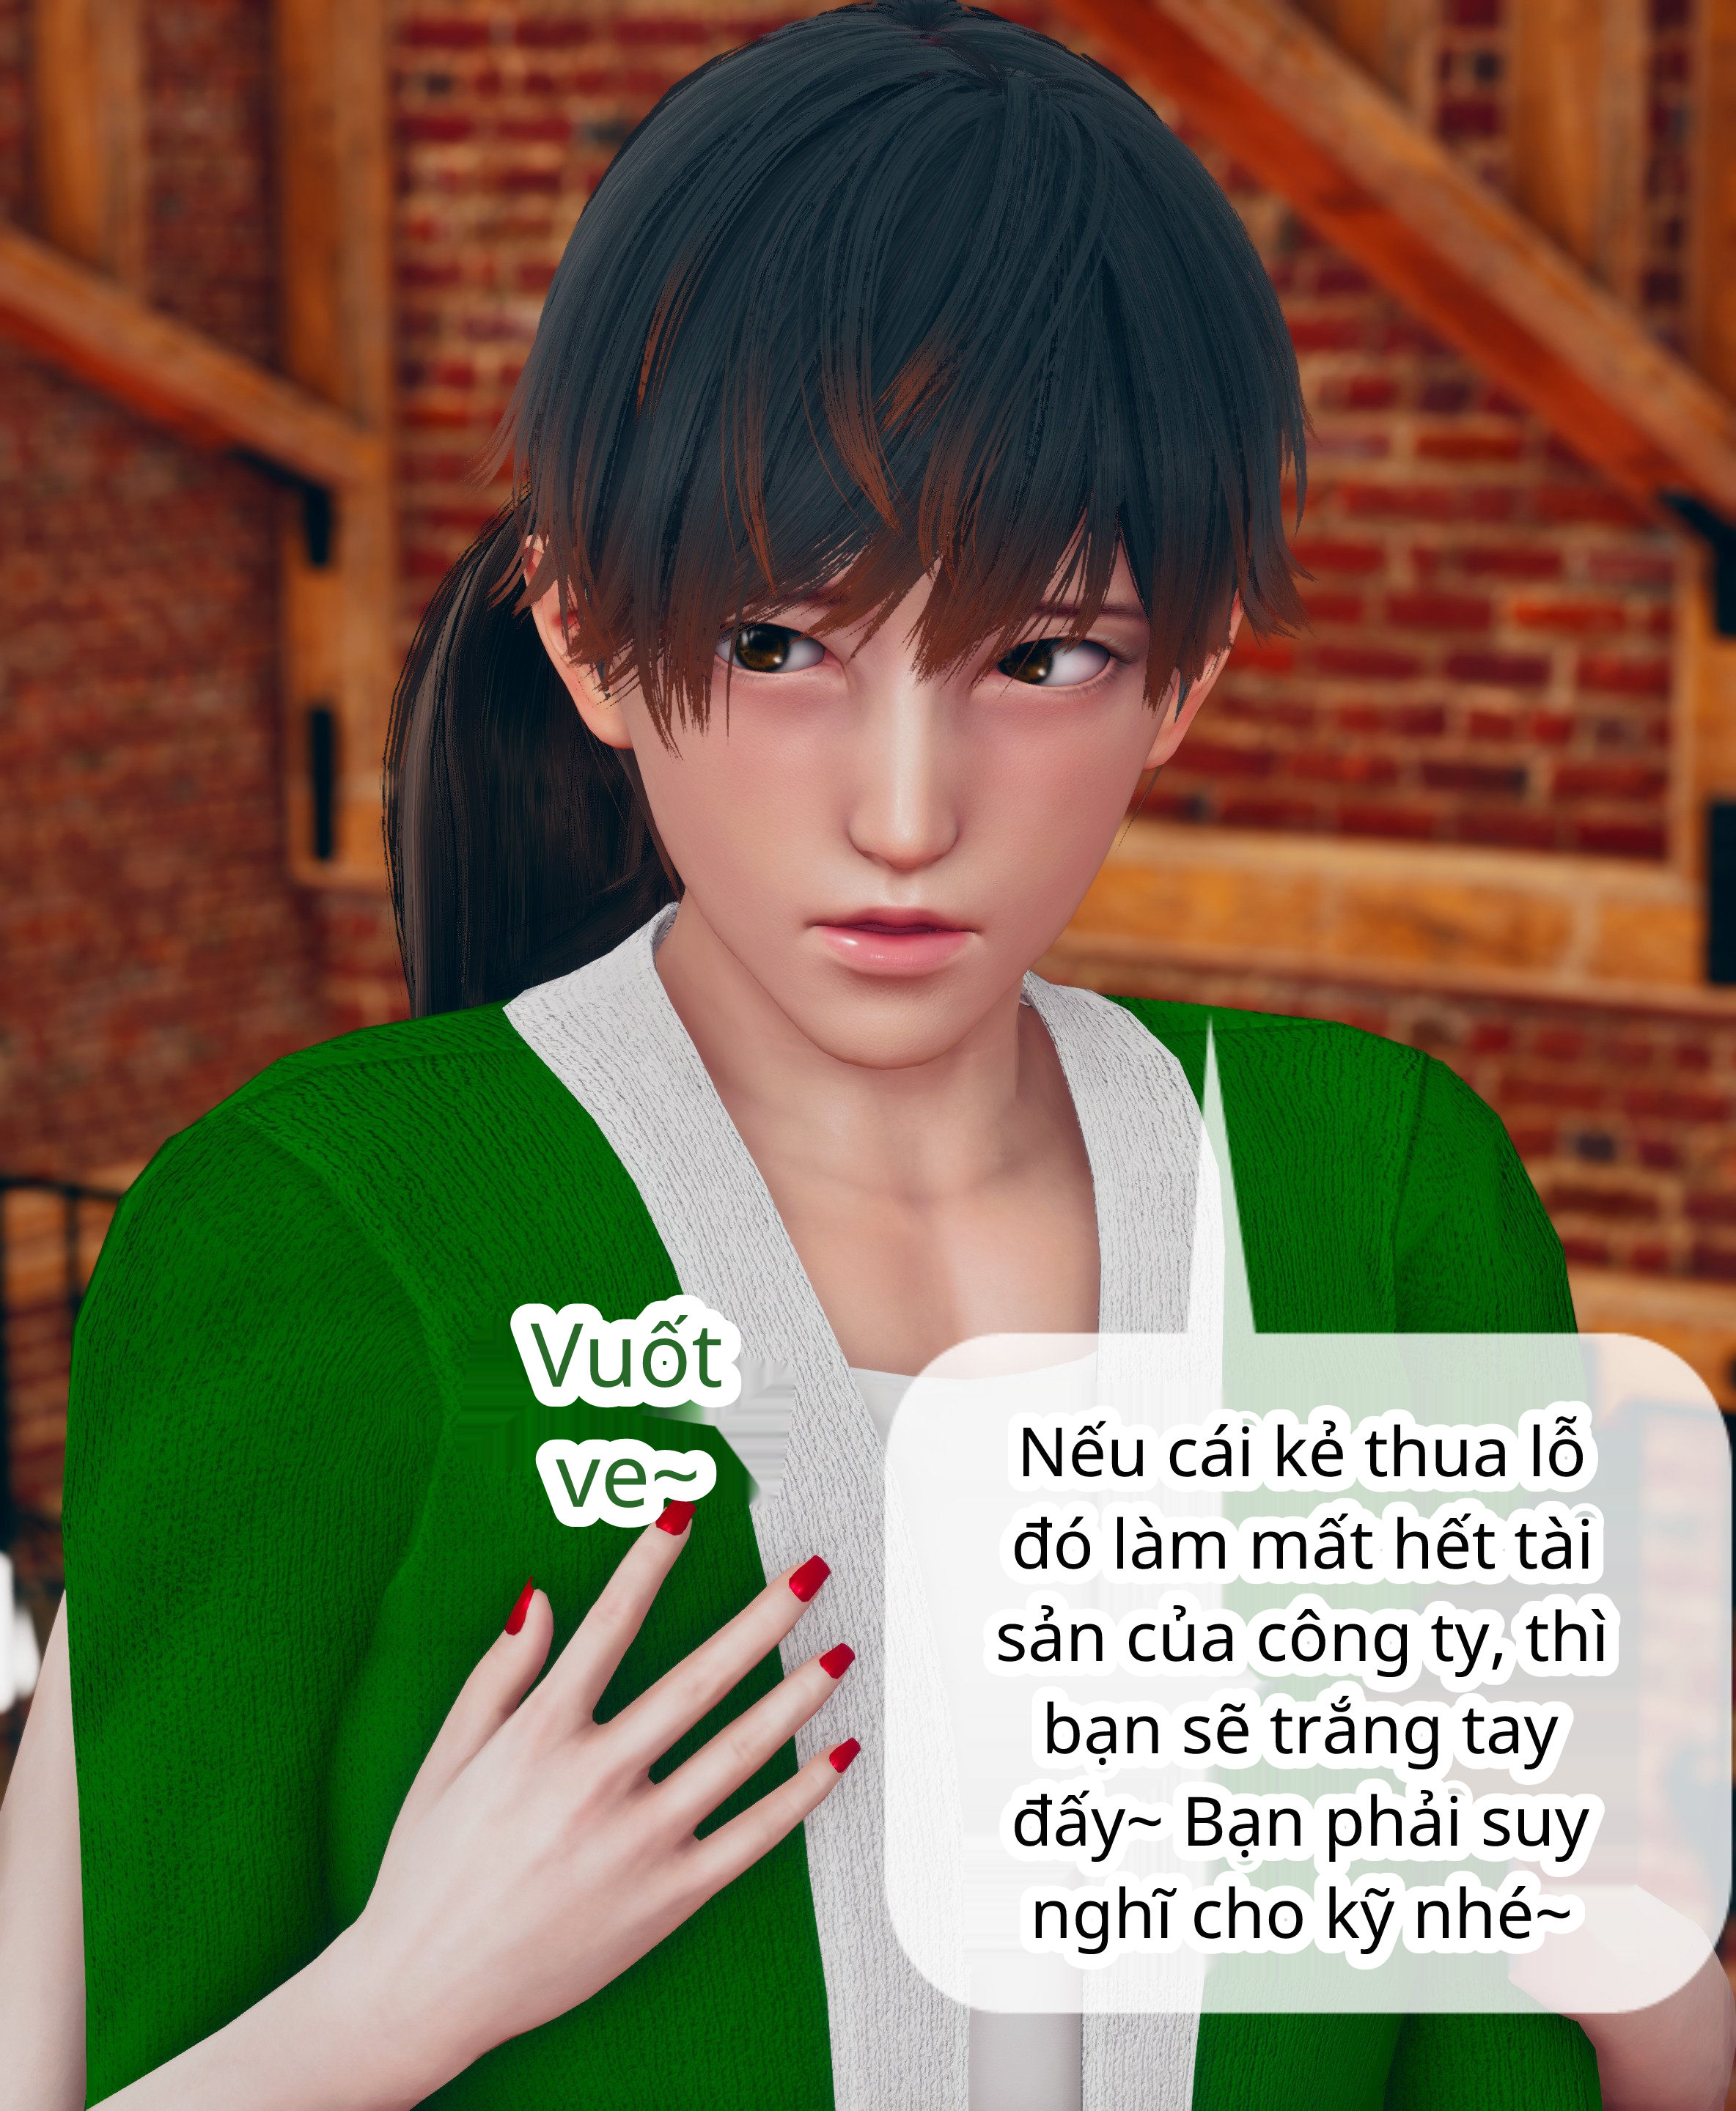 Vuốt
ve~
Nếu cái kẻ thua lỗ
đó làm mất hết tài
sản của công ty, thì
bạn sẽ trắng tay
đấy~ Bạn phải suy
nghĩ cho kỹ nhé~